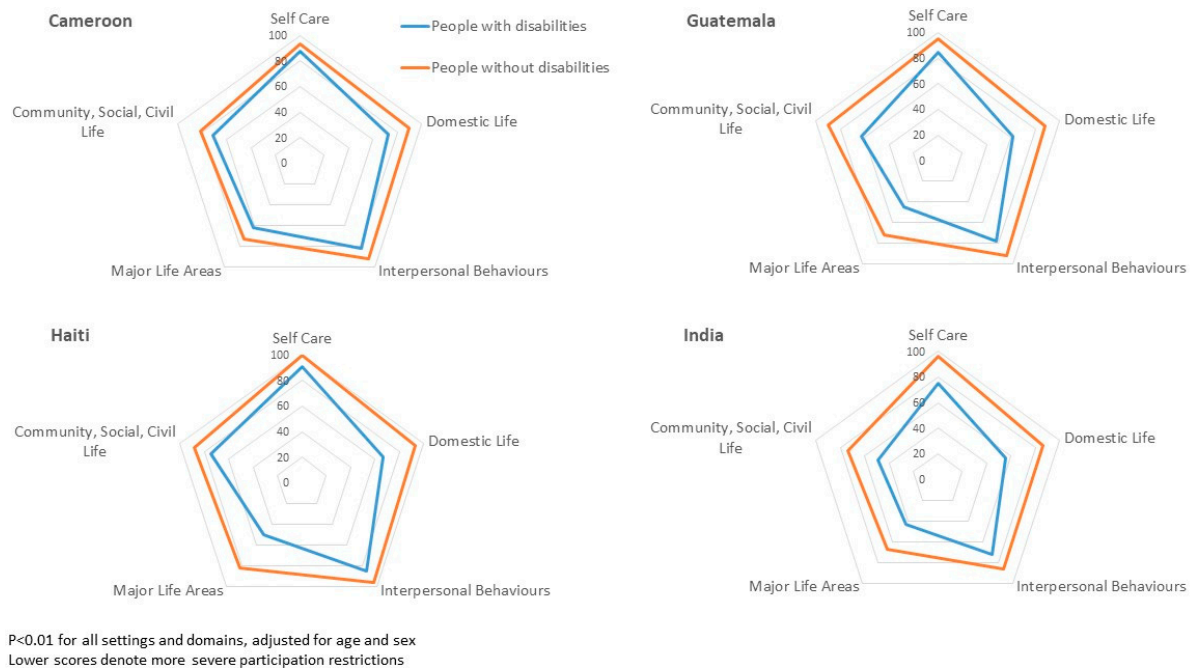 Cameroon
Self Care
100
80
60
40
20
0
People with disabilities
People without disabilities
Community, Social, Civil
Life
Domestic Life
Major Life Areas
Interpersonal Behaviours
Guatemala
Self Care
100
80
60
40
20
0
Community, Social, Civil
Life
Domestic Life
Major Life Areas
Interpersonal Behaviours
Haiti
Self Care
100
80
60
40
20
0
Community, Social, Civil
Life
Domestic Life
Major Life Areas
Interpersonal Behaviours
India
Self Care
100
80
60
40
20
0
Community, Social, Civil
Life
Domestic Life
Major Life Areas
Interpersonal Behaviours
P<0.01 for all settings and domains, adjusted for age and sex
Lower scores denote more severe participation restrictions